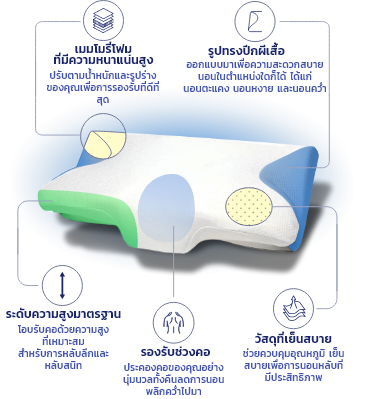 เมมโมรี่โฟม
ที่มีความหนาแน่นสูง
ปรับตามน้ำหนักและรูปร่าง
ของคุณเพื่อการรองรับที่ดีที่
สุด
รูปทรงปีกผีเสื้อ
ออกแบบมาเพื่อความสะดวกสบาย
นอนในตำแหน่งใดก็ได้ ได้แก่
นอนตะแคง นอนหงาย และนอนคว่ำ
ระดับความสูงมาตรฐาน
โอบรับคอด้วยความสูง
ที่เหมาะสม
สำหรับการหลับลึกและ
หลับสนิท
รองรับช่วงคอ
ประคองคอของคุณอย่าง
นุ่มนวลทั้งคืนลดการนอน
พลิกคว่ำไปมา
วัสดุที่เย็นสบาย
ช่วยควบคุมอุณหภูมิ เย็น
สบายเพื่อการนอนหลับที่
มีประสิทธิภาพ